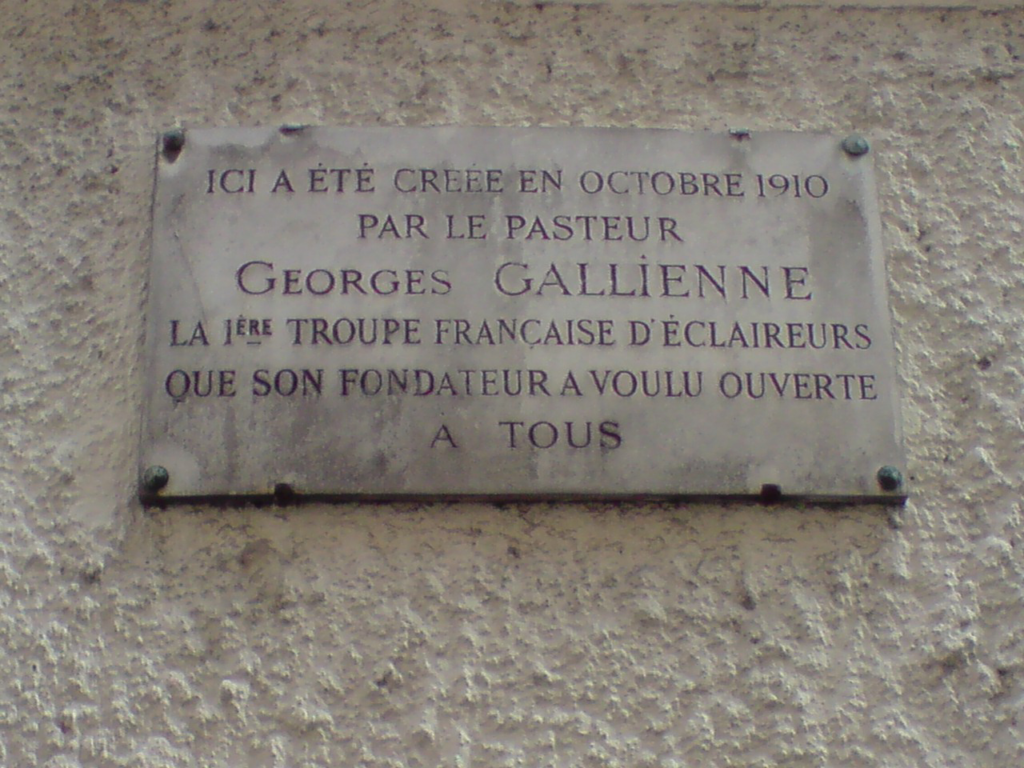 ICI A ÉTÉ CRÉÉE EN OCTOBRE 1910
PAR LE PASTEUR
GEORGES GALLIENNE
LA 1ÈRE TROUPE FRANÇAISE D'ÉCLAIREURS
QUE SON FONDATEUR A VOULU OUVERTE
A TOUS